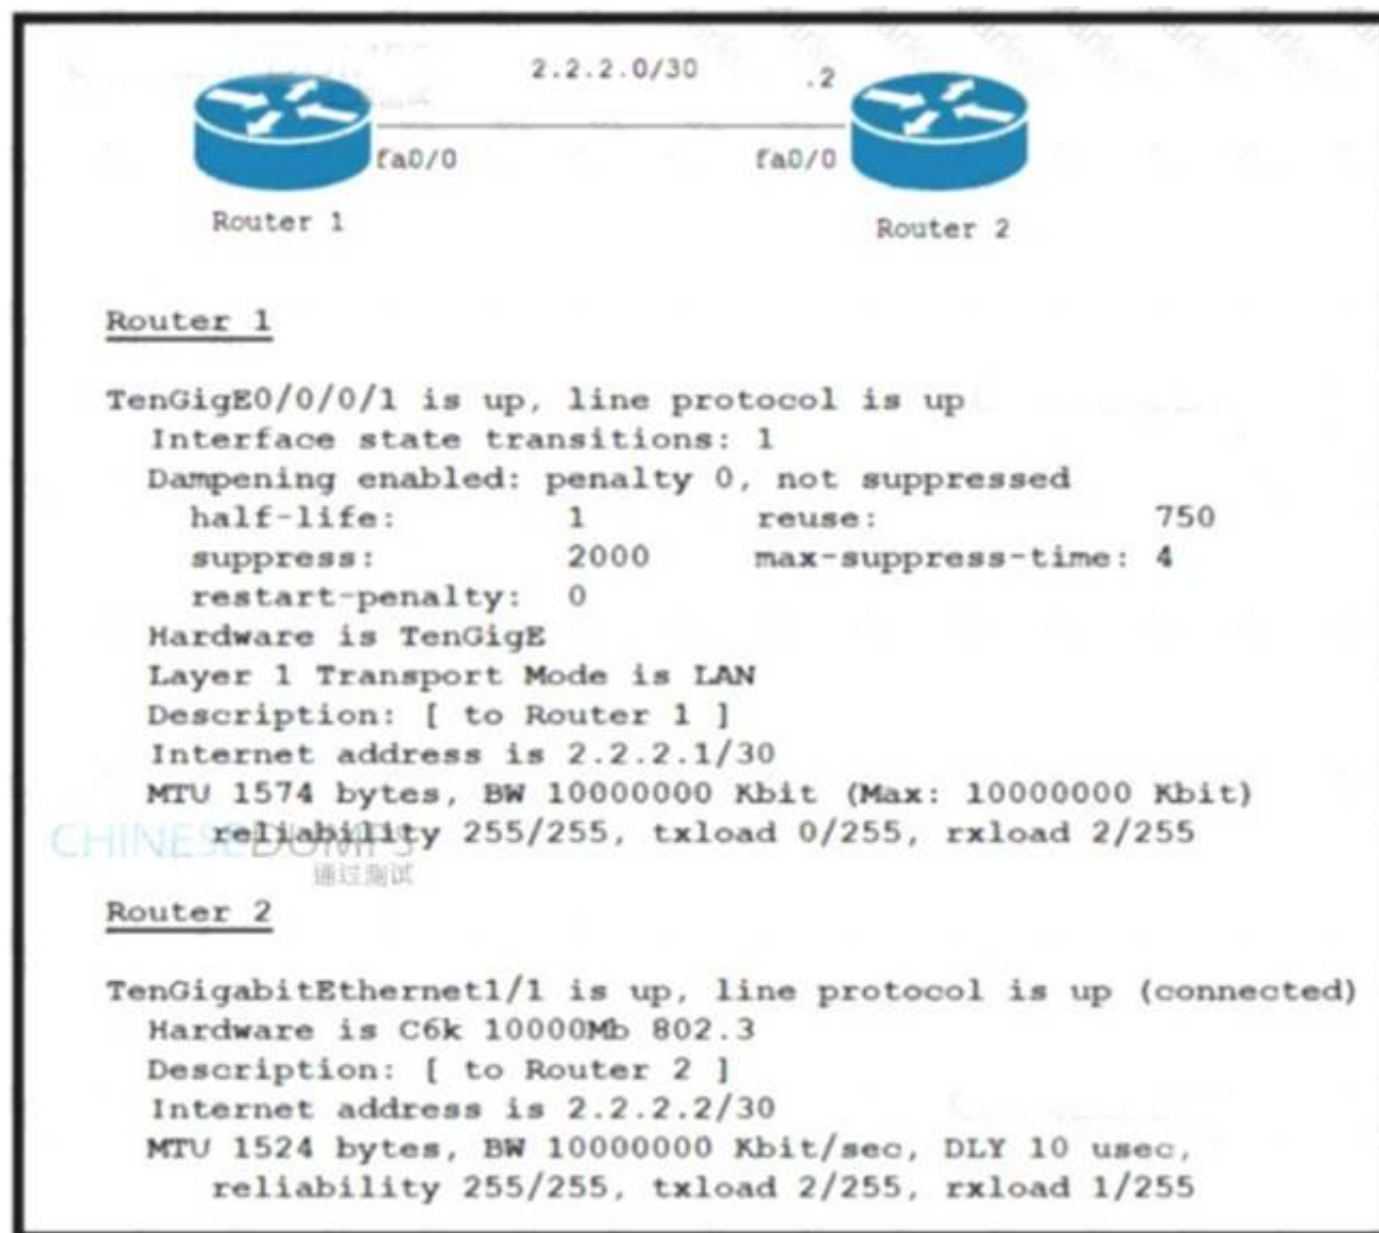 2.2.2.0/30 .2
fa0/0 fa0/0
Router 1 Router 2
Router 1
TenGigE0/0/0/1 is up, line protocol is up
Interface state transitions: 1
Dampening enabled: penalty 0, not suppressed
half-life: 1 reuse: 750
suppress: 2000 max-suppress-time: 4
restart-penalty: 0
Hardware is TenGigE
Layer 1 Transport Mode is LAN
Description: [ to Router 1 ]
Internet address is 2.2.2.1/30
MTU 1574 bytes, BW 10000000 Kbit (Max: 10000000 Kbit)
reliability 255/255, txload 0/255, rxload 2/255
CHINESEDUMPS
通过测试
Router 2
TenGigabitEthernet1/1 is up, line protocol is up (connected)
Hardware is C6k 10000Mb 802.3
Description: [ to Router 2 ]
Internet address is 2.2.2.2/30
MTU 1524 bytes, BW 10000000 Kbit/sec, DLY 10 usec,
reliability 255/255, txload 2/255, rxload 1/255